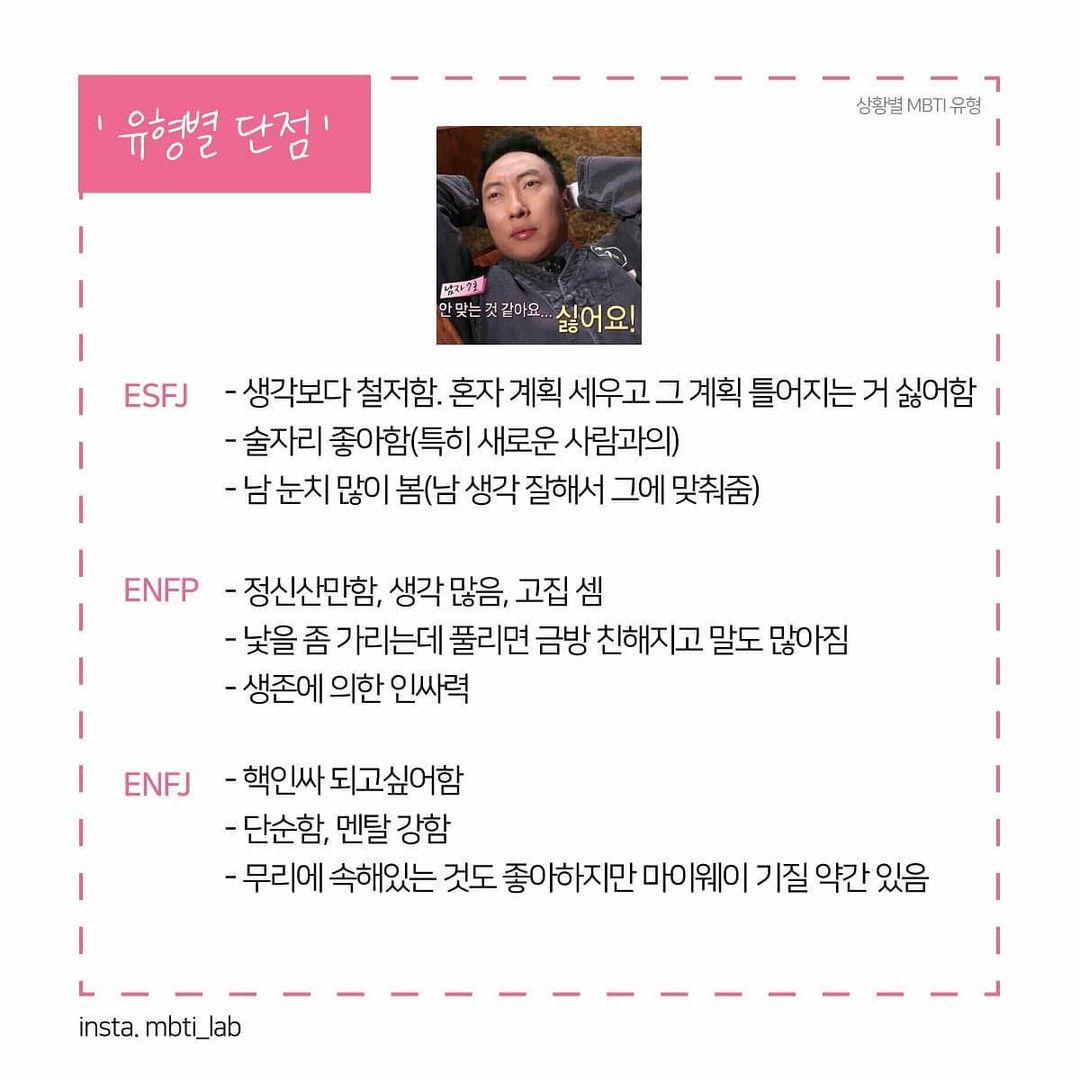 ' 유형별 단점 '
상황별 MBTI 유형
남자 7호
안 맞는 것 같아요... 싫어요!
ESFJ - 생각보다 철저함. 혼자 계획 세우고 그 계획 틀어지는 거 싫어함
- 술자리 좋아함(특히 새로운 사람과의)
- 남 눈치 많이 봄(남 생각 잘해서 그에 맞춰줌)
ENFP - 정신산만함, 생각 많음, 고집 셈
- 낯을 좀 가리는데 풀리면 금방 친해지고 말도 많아짐
- 생존에 의한 인싸력
ENFJ - 핵인싸 되고싶어함
- 단순함, 멘탈 강함
- 무리에 속해있는 것도 좋아하지만 마이웨이 기질 약간 있음
insta. mbti_lab